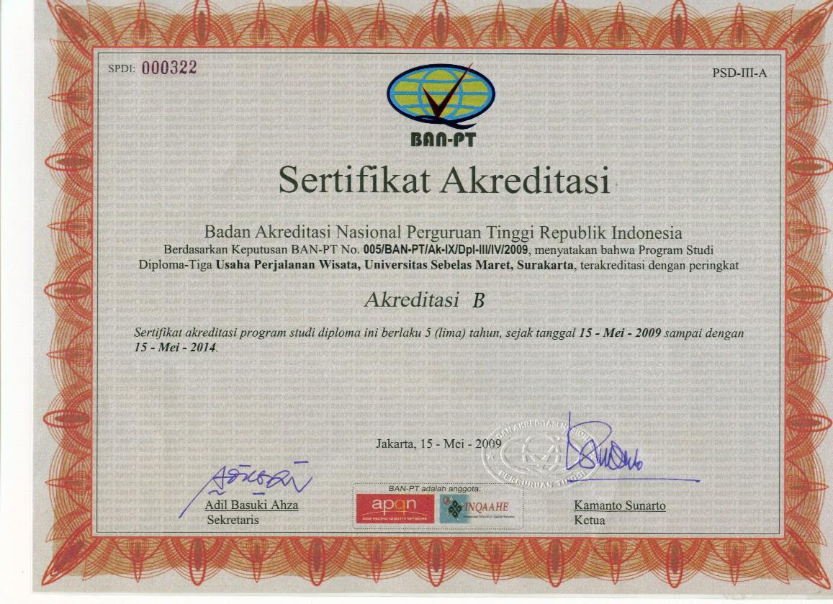 SPDI: 000322
PSD-III-A
BAN-PT
Sertifikat Akreditasi
Badan Akreditasi Nasional Perguruan Tinggi Republik Indonesia
Berdasarkan Keputusan BAN-PT No. 005/BAN-PT/Ak-IX/Dpl-III/IV/2009, menyatakan bahwa Program Studi
Diploma-Tiga Usaha Perjalanan Wisata, Universitas Sebelas Maret, Surakarta, terakreditasi dengan peringkat
Akreditasi B
Sertifikat akreditasi program studi diploma ini berlaku 5 (lima) tahun, sejak tanggal 15 - Mei - 2009 sampai dengan
15 - Mei - 2014.
Jakarta, 15 - Mei - 2009
PERGURUAN
BAN-PT adalah anggota:
apqn
INQAAHE
Adil Basuki Ahza
Sekretaris
Kamanto Sunarto
Ketua